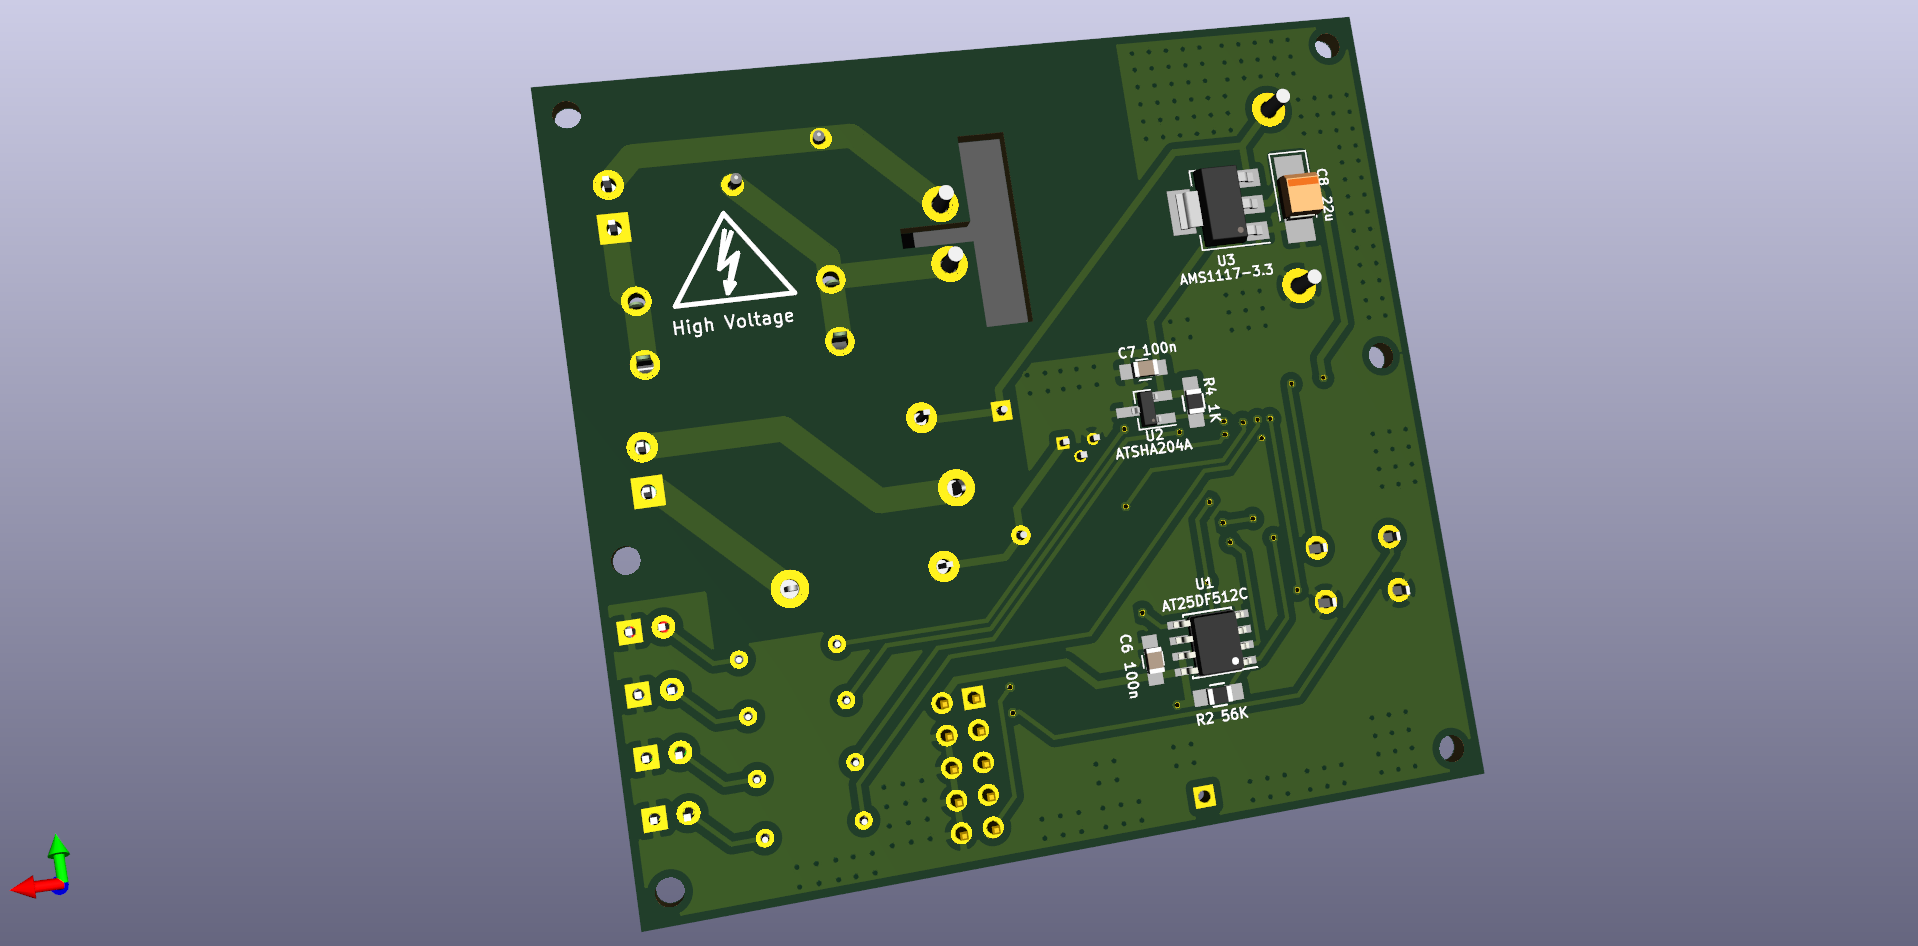 C8 22u
U3
AMS1117-3.3
High Voltage
C7 100n
R4 1K
U2
ATSHA204A
U1
AT25DF512C
C6 100n
R2 56K